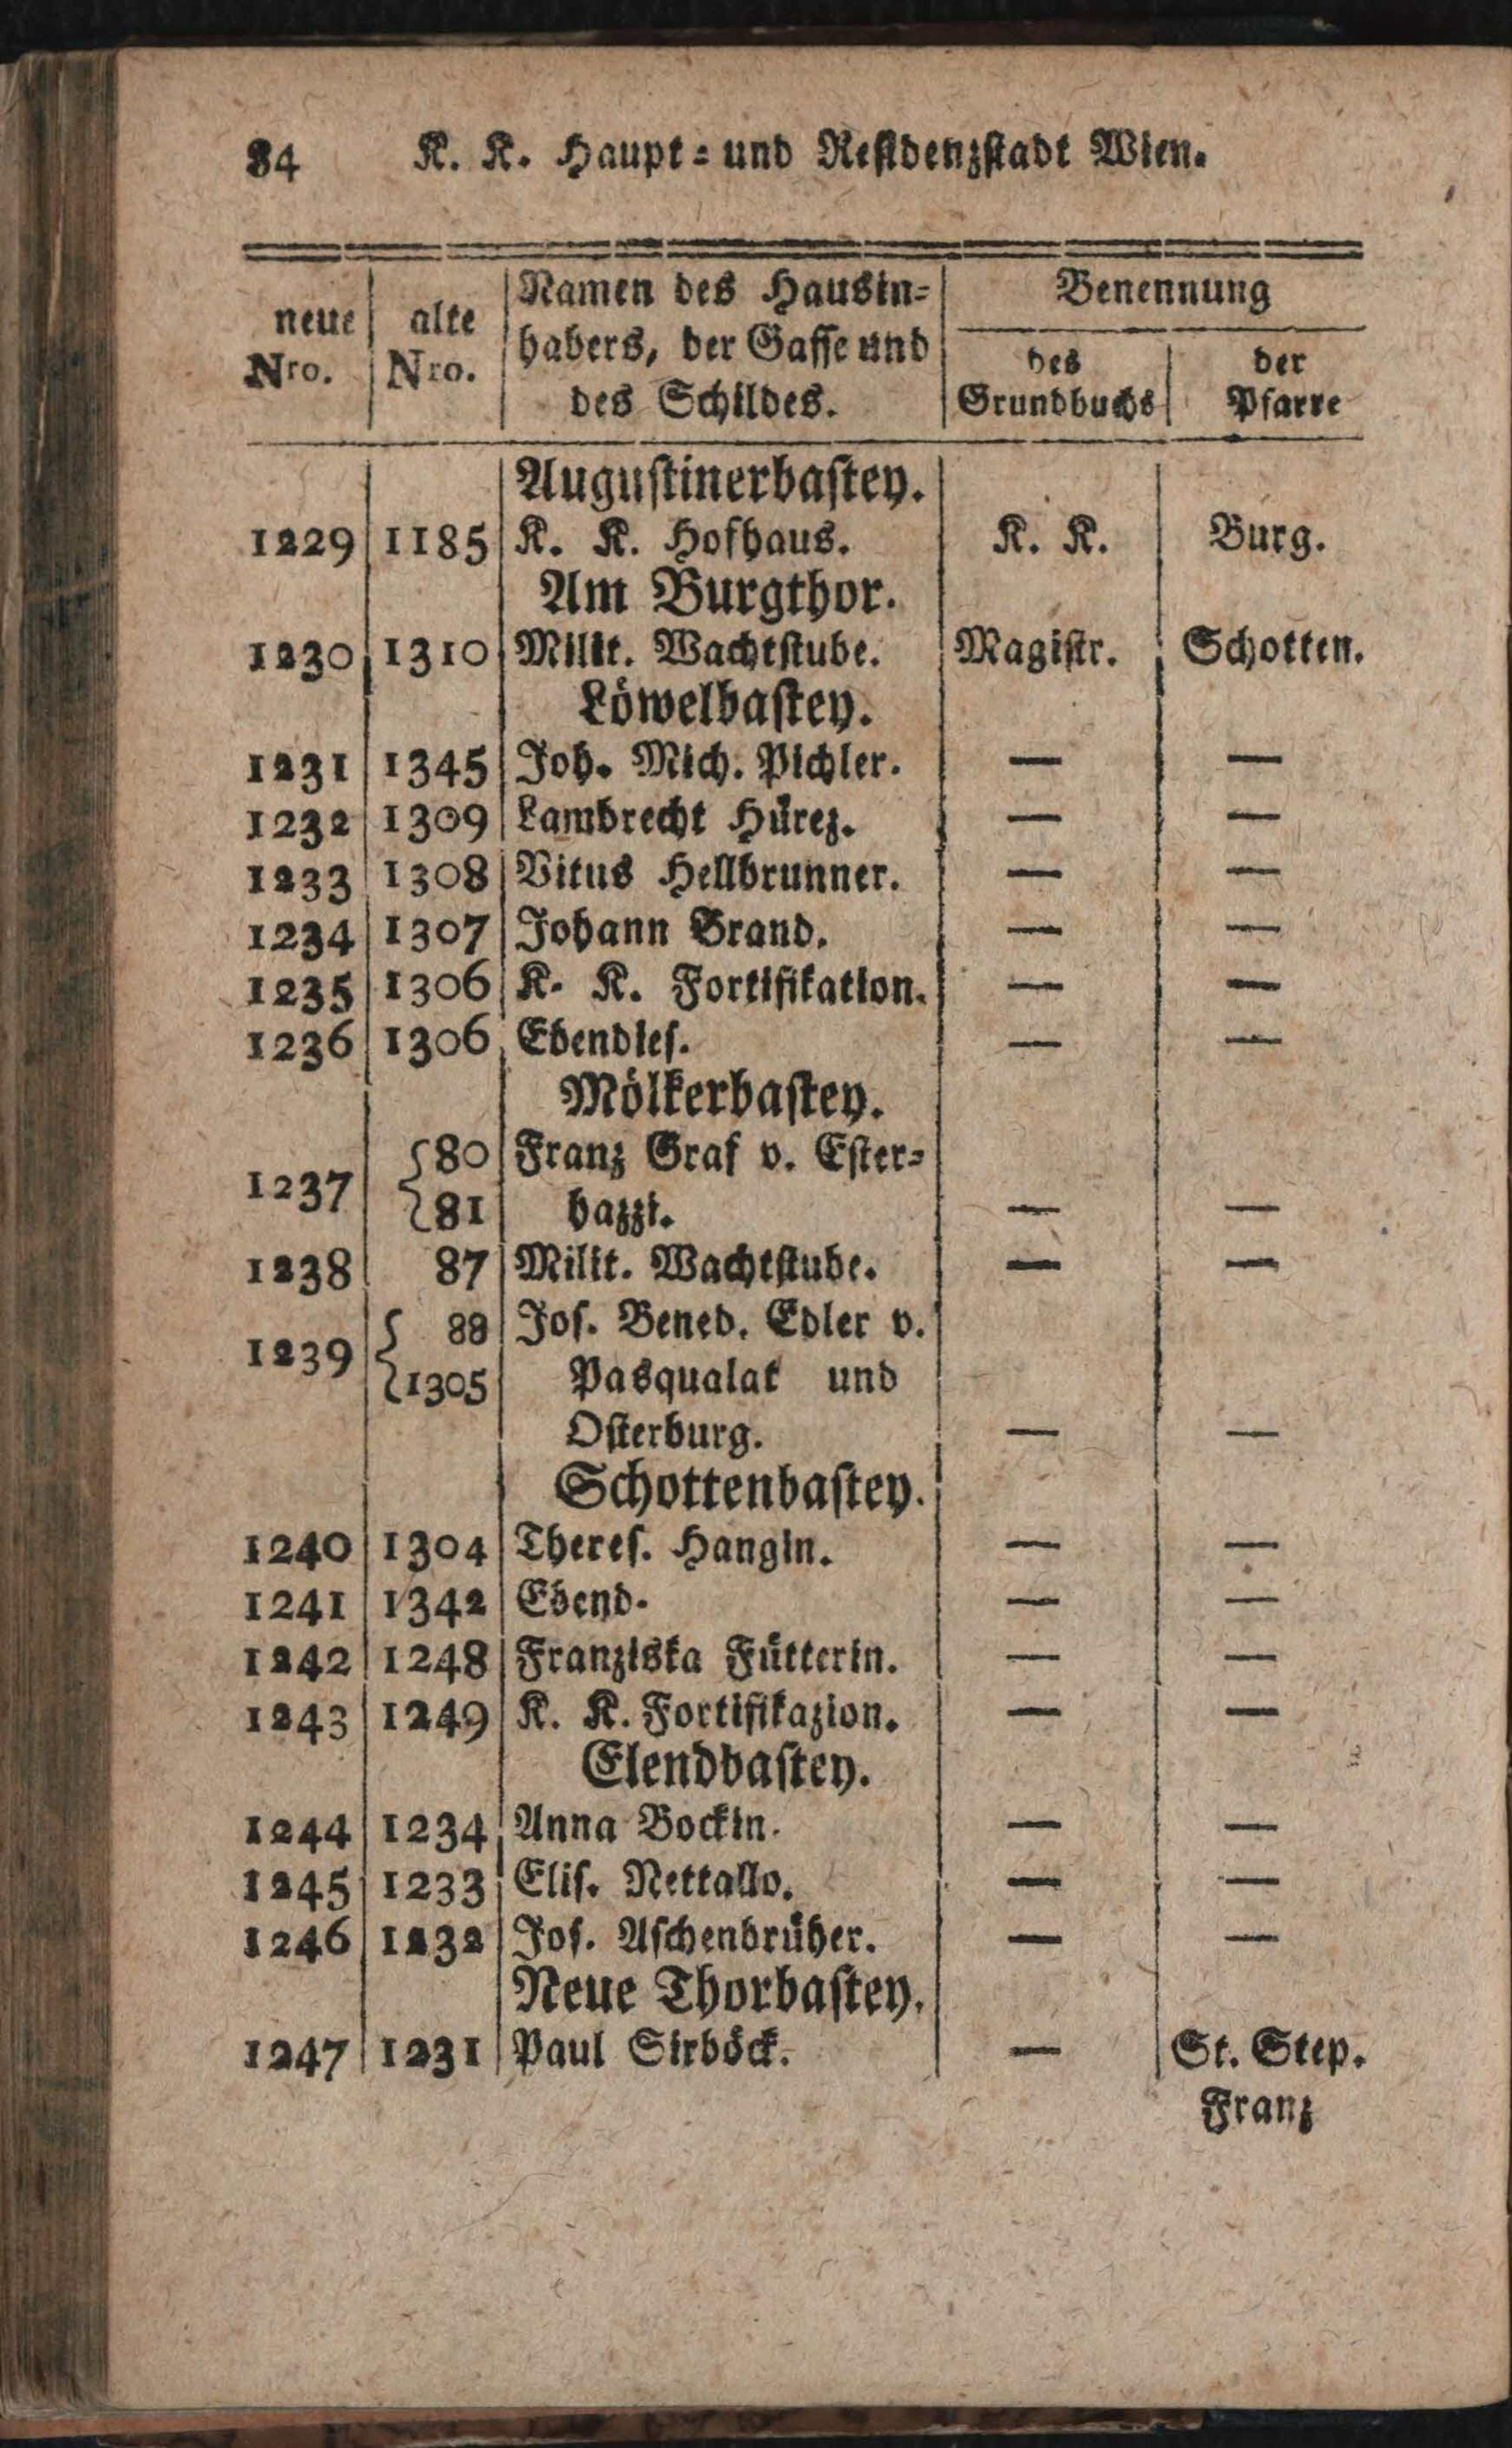 84 K. K. Haupt= und Residenzstadt Wien.
neue Nro. | alte Nro. | Namen des Hausin=habers, der Gasse und des Schildes. | Benennung des Grundbuchs | der Pfarre
Augustinerbastey.
1229 1185 K. K. Hofhaus. K. K. Burg.
Am Burgthor.
1230 1310 Milit. Wachtstube. Magistr. Schotten.
Löwelbastey.
1231 1345 Joh. Mich. Pichler. — —
1232 1309 Lambrecht Hürez. — —
1233 1308 Vitus Hellbrunner. — —
1234 1307 Johann Brand. — —
1235 1306 K. K. Fortifikation. — —
1236 1306 Ebendies. — —
Mölkerbastey.
1237 {80 Franz Graf v. Ester=
{81 hazzi. — —
1238 87 Milit. Wachtstube. — —
1239 { 88 Jos. Bened. Edler v.
{1305 Pasqualat und
Osterburg. — —
Schottenbastey.
1240 1304 Theres. Hangin. — —
1241 1342 Ebend. — —
1242 1248 Franziska Fütterin. — —
1243 1249 K. K. Fortifikazion. — —
Elendbastey.
1244 1234 Anna Bockin. — —
1245 1233 Elis. Nettallo. — —
1246 1232 Jos. Aschenbrüher. — —
Neue Thorbastey.
1247 1231 Paul Sirböck. — St. Step.
Franz